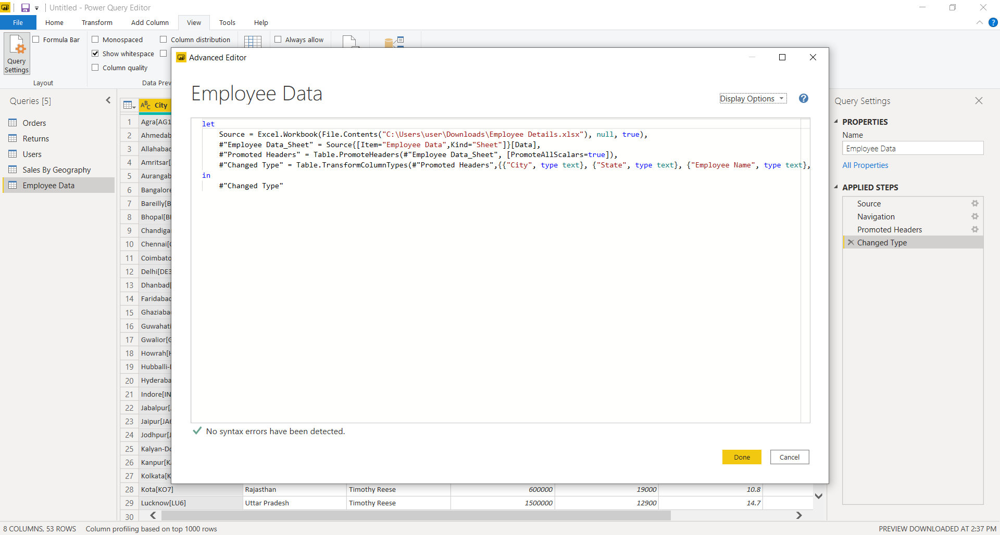 Untitled - Power Query Editor
File Home Transform Add Column View Tools Help
Query Settings
Formula Bar
Monospaced
Show whitespace
Column quality
Column distribution
Always allow
Layout
Data Prev
Queries [5]
Orders
Returns
Users
Sales By Geography
Employee Data
ABC City
1 Agra[AG1
2 Ahmedab
3 Allahabad
4 Amritsar[
5 Aurangab
6 Bangalore
7 Bareilly[B
8 Bhopal[BI
9 Chandiga
10 Chennai[C
11 Coimbato
12 Delhi[DE3
13 Dhanbad[
14 Faridabad
15 Ghaziaba
16 Guwahati
17 Gwalior[G
18 Howrah[H
19 Hubballi-
20 Hyderaba
21 Indore[IN
22 Jabalpur[
23 Jaipur[JA6
24 Jodhpur[J
25 Kalyan-Do
26 Kanpur[K
27 Kolkata[K
28 Kota[KO7] Rajasthan Timothy Reese 600000 19000 10.8
29 Lucknow[LU6] Uttar Pradesh Timothy Reese 1500000 12900 14.7
30
Advanced Editor
Employee Data
Display Options
let
Source = Excel.Workbook(File.Contents("C:\Users\user\Downloads\Employee Details.xlsx"), null, true),
#"Employee Data_Sheet" = Source{[Item="Employee Data",Kind="Sheet"]}[Data],
#"Promoted Headers" = Table.PromoteHeaders(#"Employee Data_Sheet", [PromoteAllScalars=true]),
#"Changed Type" = Table.TransformColumnTypes(#"Promoted Headers",{{"City", type text}, {"State", type text}, {"Employee Name", type text},
in
#"Changed Type"
No syntax errors have been detected.
Done
Cancel
Query Settings
PROPERTIES
Name
Employee Data
All Properties
APPLIED STEPS
Source
Navigation
Promoted Headers
Changed Type
8 COLUMNS, 53 ROWS Column profiling based on top 1000 rows
PREVIEW DOWNLOADED AT 2:37 PM